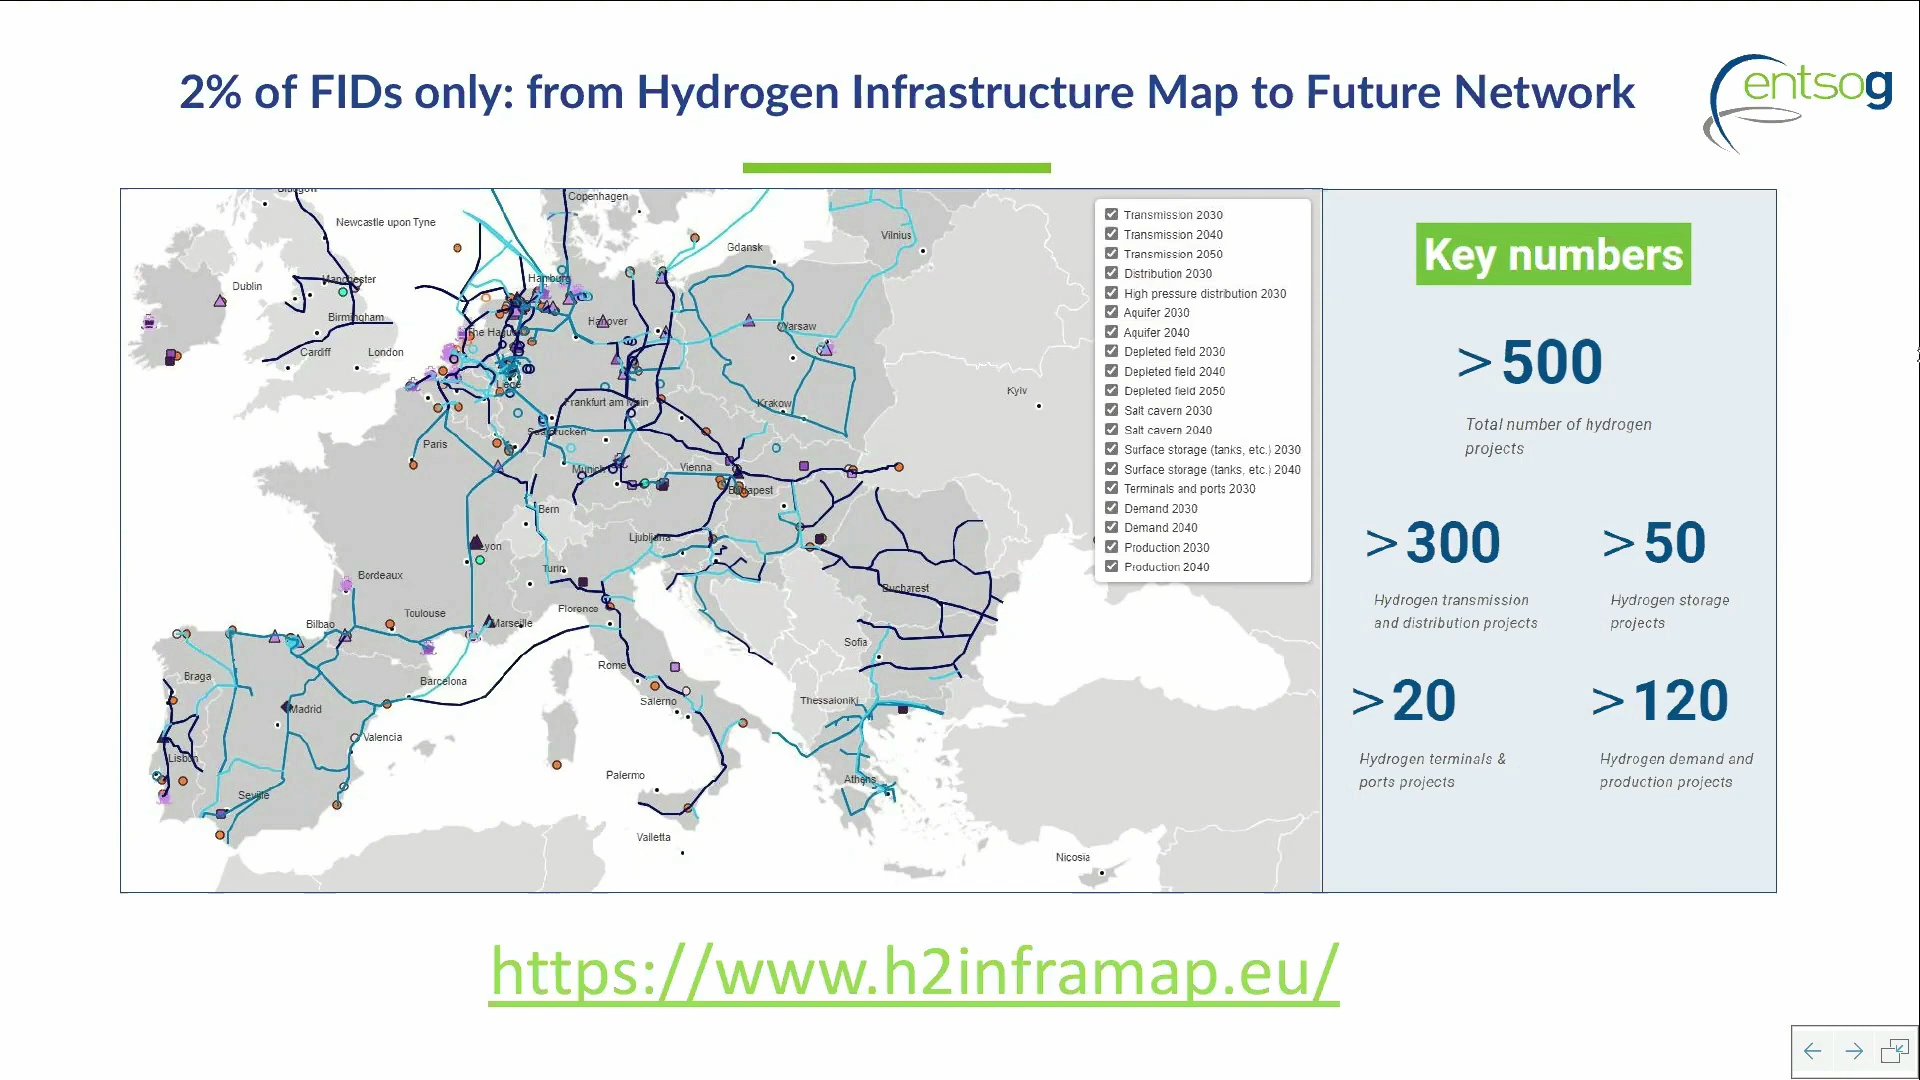 2% of FIDs only: from Hydrogen Infrastructure Map to Future Network
entsog
Glasgow
Copenhagen
Newcastle upon Tyne
Vilnius
Gdansk
Manchester
Hamburg
Dublin
Birmingham
Hanover
The Hague
Warsaw
Cardiff
London
Liege
Kyiv
Frankfurt am Main
Krakow
Saarbrucken
Paris
Munich
Vienna
Budapest
Bern
Ljubljana
Lyon
Turin
Bordeaux
Bucharest
Florence
Toulouse
Bilbao
Marseille
Sofia
Rome
Braga
Barcelona
Salerno
Thessaloniki
Madrid
Valencia
Lisbon
Palermo
Athens
Seville
Valletta
Nicosia
Transmission 2030
Transmission 2040
Transmission 2050
Distribution 2030
High pressure distribution 2030
Aquifer 2030
Aquifer 2040
Depleted field 2030
Depleted field 2040
Depleted field 2050
Salt cavern 2030
Salt cavern 2040
Surface storage (tanks, etc.) 2030
Surface storage (tanks, etc.) 2040
Terminals and ports 2030
Demand 2030
Demand 2040
Production 2030
Production 2040
Key numbers
>500
Total number of hydrogen
projects
>300
Hydrogen transmission
and distribution projects
>50
Hydrogen storage
projects
>20
Hydrogen terminals &
ports projects
>120
Hydrogen demand and
production projects
https://www.h2inframap.eu/